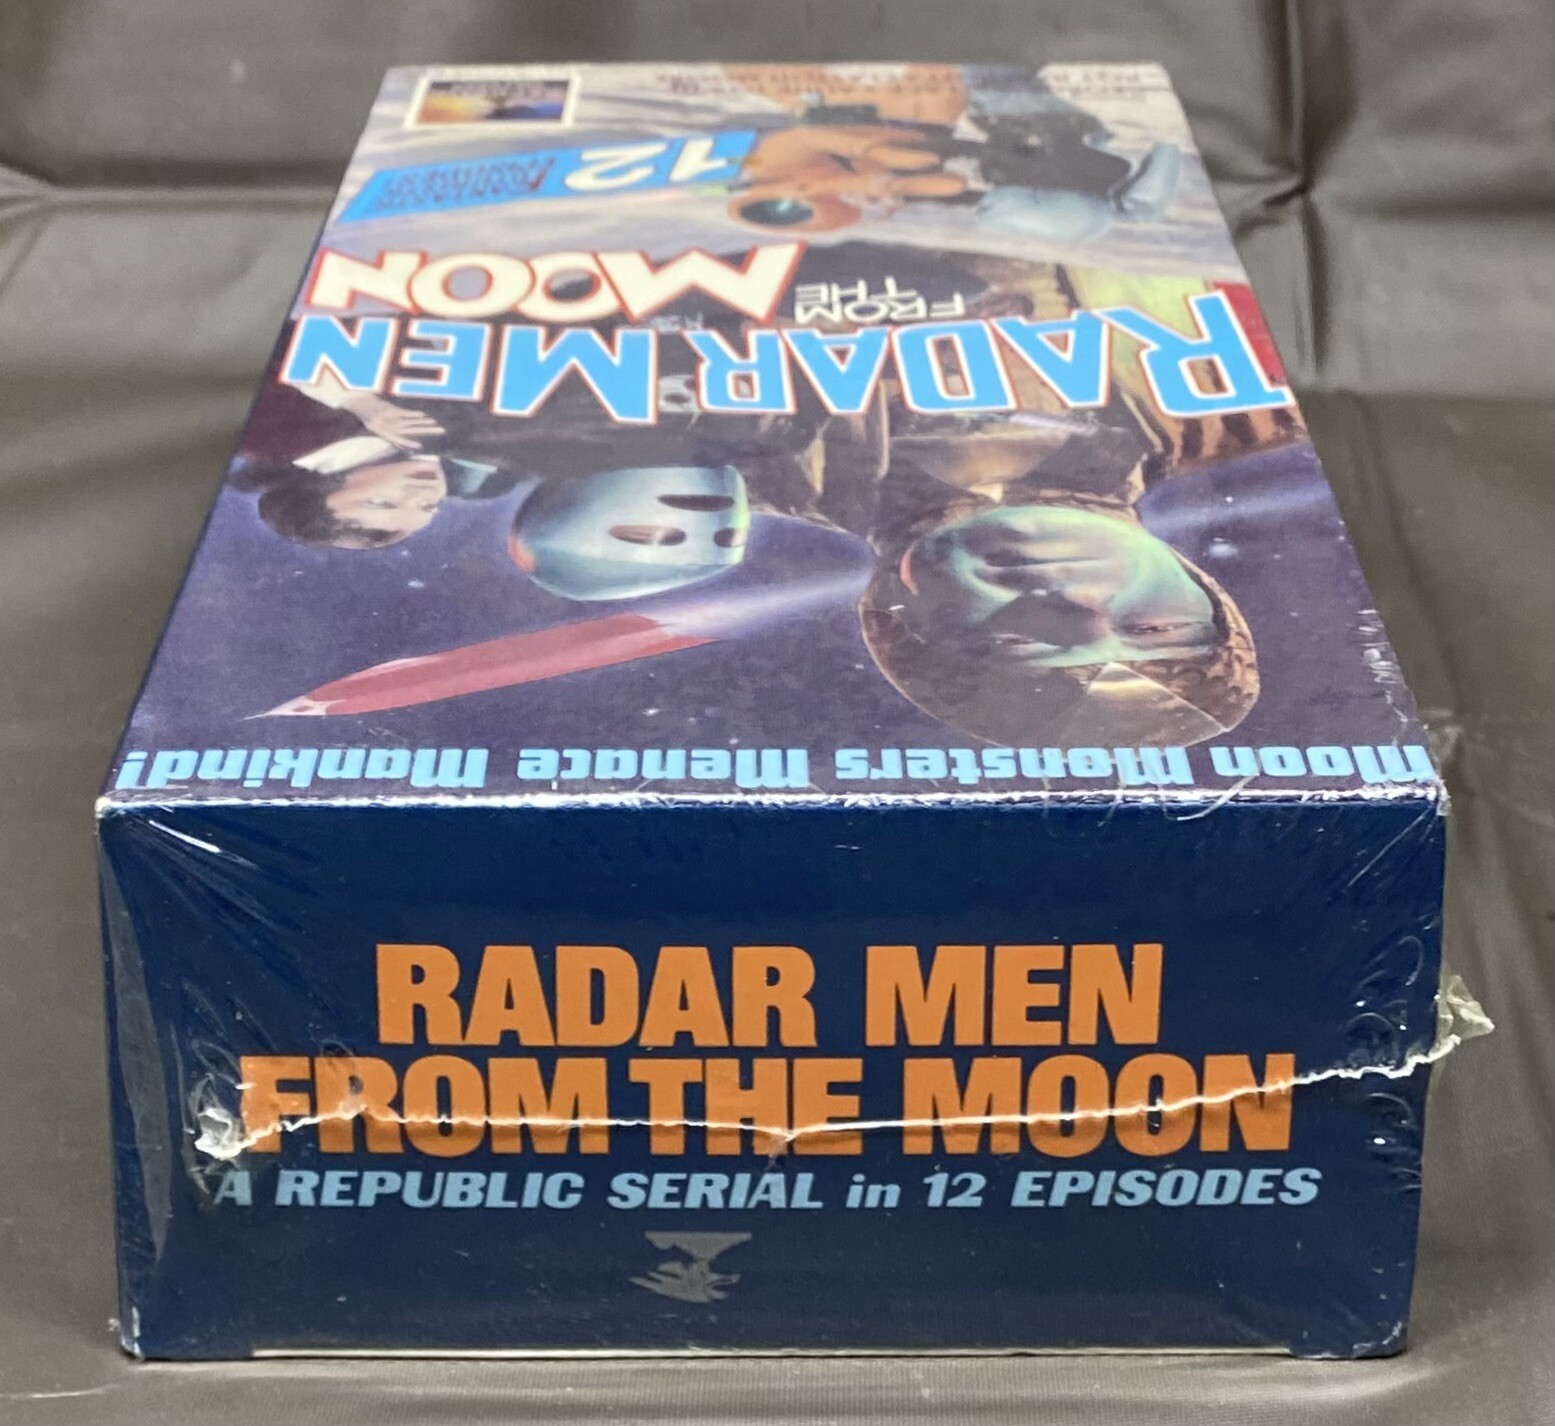 12
RADAR MEN
FROM THE
MOON
Moon Monsters Menace Mankind!
RADAR MEN
FROM THE MOON
A REPUBLIC SERIAL in 12 EPISODES